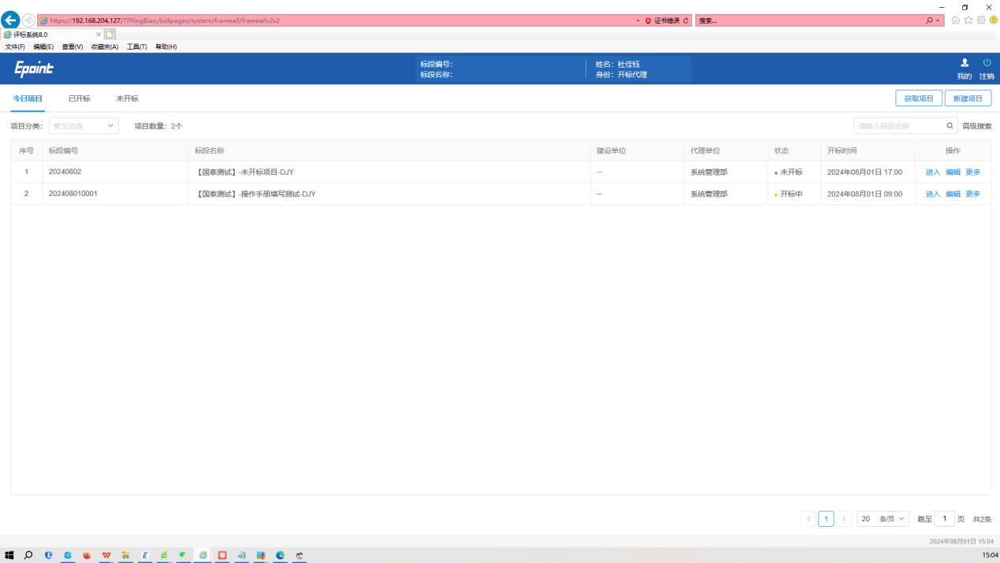 https://192.168.204.127/TPPingBiao/bidpages/system/frameall/frameallv2v2
证书错误
搜索...
评标系统8.0
文件(F) 编辑(E) 查看(V) 收藏夹(A) 工具(T) 帮助(H)
Epoint
标段编号：
标段名称：
姓名：杜佳钰
身份：开标代理
我的 注销
今日项目 已开标 未开标
获取项目 新建项目
项目分类： 暂无选择 项目数量：2个
请输入标段名称 高级搜索
序号 标段编号 标段名称 建设单位 代理单位 状态 开标时间 操作
1 20240802 【国泰测试】-未开标项目-DJY -- 系统管理部 未开标 2024年08月01日 17:00 进入 编辑 更多
2 202408010001 【国泰测试】-操作手册填写测试-DJY -- 系统管理部 开标中 2024年08月01日 09:00 进入 编辑 更多
< 1 > 20 条/页 跳至 1 页 共2条
2024年08月01日 15:04
15:04